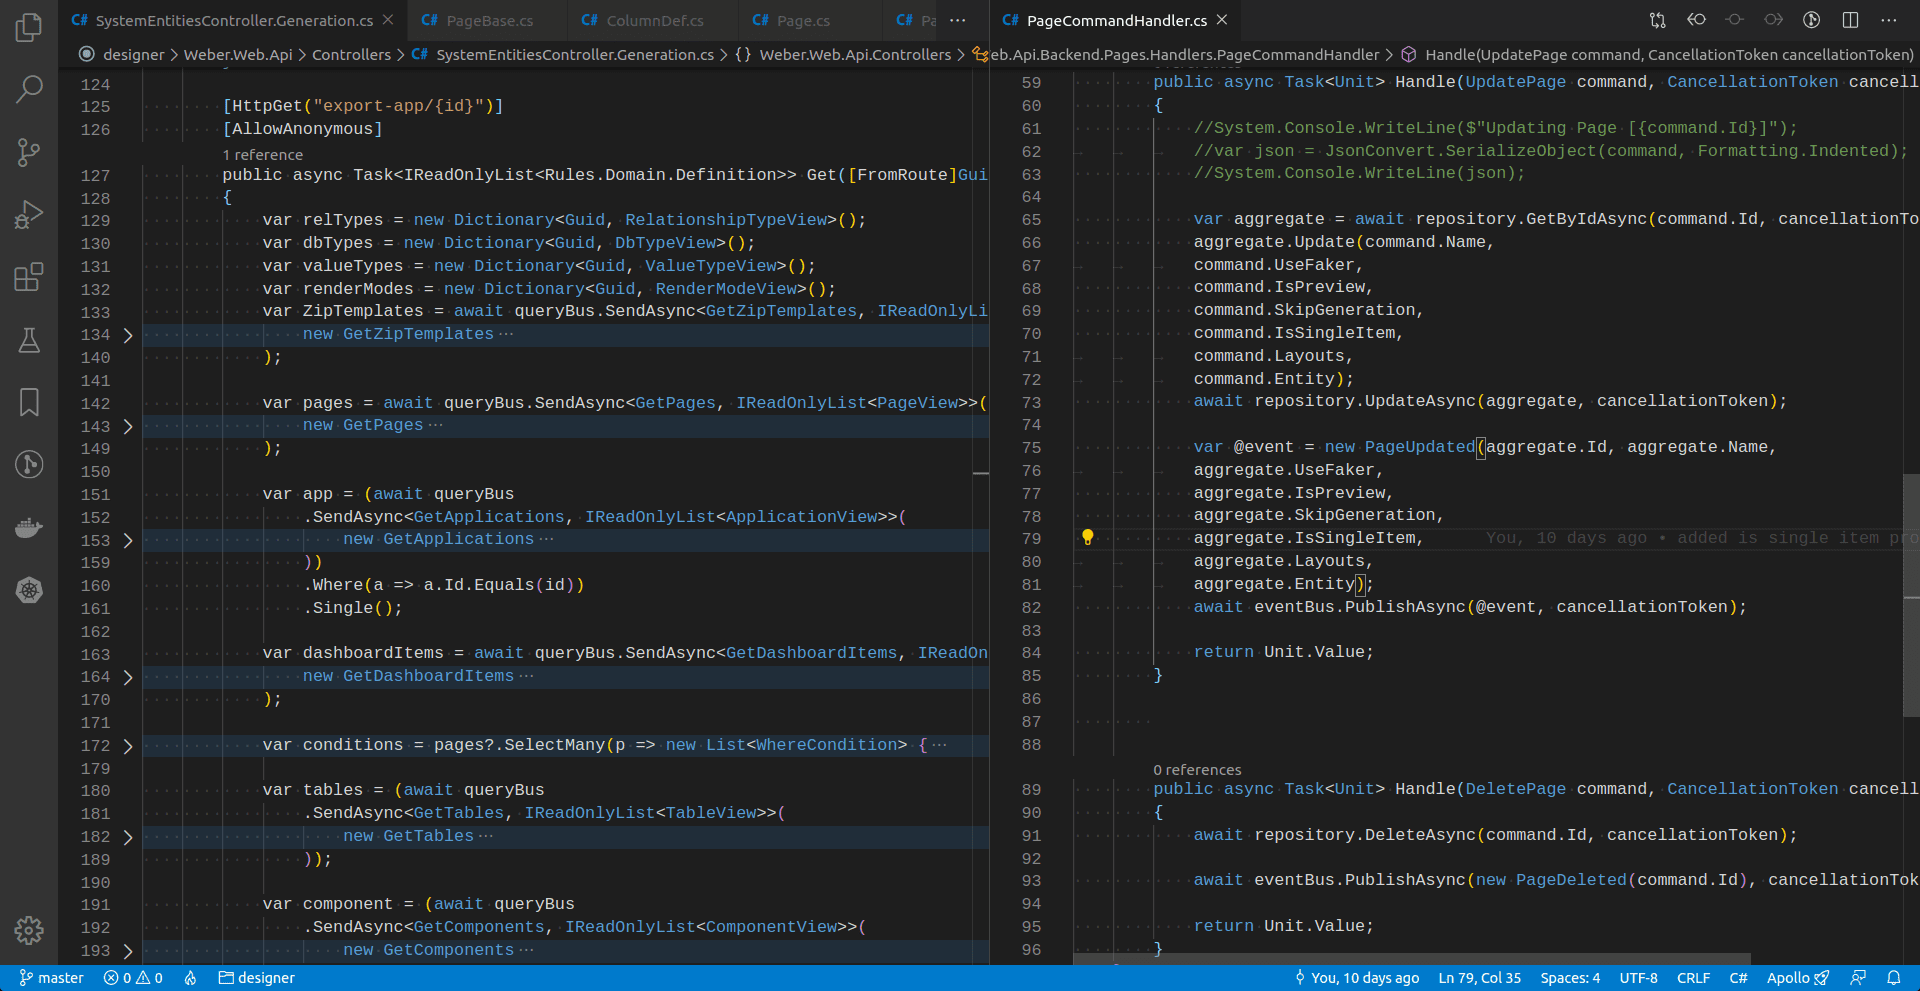 SystemEntitiesController.Generation.cs
PageBase.cs
ColumnDef.cs
Page.cs
Pa
designer > Weber.Web.Api > Controllers > SystemEntitiesController.Generation.cs > {} Weber.Web.Api.Controllers >
124
125 [HttpGet("export-app/{id}")]
126 [AllowAnonymous]
1 reference
127 public async Task<IReadOnlyList<Rules.Domain.Definition>> Get([FromRoute]Gui
128 {
129 var relTypes = new Dictionary<Guid, RelationshipTypeView>();
130 var dbTypes = new Dictionary<Guid, DbTypeView>();
131 var valueTypes = new Dictionary<Guid, ValueTypeView>();
132 var renderModes = new Dictionary<Guid, RenderModeView>();
133 var ZipTemplates = await queryBus.SendAsync<GetZipTemplates, IReadOnlyLi
134 new GetZipTemplates ···
140 );
141
142 var pages = await queryBus.SendAsync<GetPages, IReadOnlyList<PageView>>(
143 new GetPages ···
149 );
150
151 var app = (await queryBus
152 .SendAsync<GetApplications, IReadOnlyList<ApplicationView>>(
153 new GetApplications ···
159 ))
160 .Where(a => a.Id.Equals(id))
161 .Single();
162
163 var dashboardItems = await queryBus.SendAsync<GetDashboardItems, IReadOn
164 new GetDashboardItems ···
170 );
171
172 var conditions = pages?.SelectMany(p => new List<WhereCondition> { ···
179
180 var tables = (await queryBus
181 .SendAsync<GetTables, IReadOnlyList<TableView>>(
182 new GetTables ···
189 ));
190
191 var component = (await queryBus
192 .SendAsync<GetComponents, IReadOnlyList<ComponentView>>(
193 new GetComponents ···
PageCommandHandler.cs
eb.Api.Backend.Pages.Handlers.PageCommandHandler > Handle(UpdatePage command, CancellationToken cancellationToken)
59 public async Task<Unit> Handle(UpdatePage command, CancellationToken cancell
60 {
61 //System.Console.WriteLine($"Updating Page [{command.Id}]");
62 //var json = JsonConvert.SerializeObject(command, Formatting.Indented);
63 //System.Console.WriteLine(json);
64
65 var aggregate = await repository.GetByIdAsync(command.Id, cancellationTo
66 aggregate.Update(command.Name,
67 command.UseFaker,
68 command.IsPreview,
69 command.SkipGeneration,
70 command.IsSingleItem,
71 command.Layouts,
72 command.Entity);
73 await repository.UpdateAsync(aggregate, cancellationToken);
74
75 var @event = new PageUpdated(aggregate.Id, aggregate.Name,
76 aggregate.UseFaker,
77 aggregate.IsPreview,
78 aggregate.SkipGeneration,
79 aggregate.IsSingleItem, You, 10 days ago • added is single item pro
80 aggregate.Layouts,
81 aggregate.Entity);
82 await eventBus.PublishAsync(@event, cancellationToken);
83
84 return Unit.Value;
85 }
86
87
88
0 references
89 public async Task<Unit> Handle(DeletePage command, CancellationToken cancell
90 {
91 await repository.DeleteAsync(command.Id, cancellationToken);
92
93 await eventBus.PublishAsync(new PageDeleted(command.Id), cancellationTok
94
95 return Unit.Value;
96 }
master 0 0 designer You, 10 days ago Ln 79, Col 35 Spaces: 4 UTF-8 CRLF C# Apollo